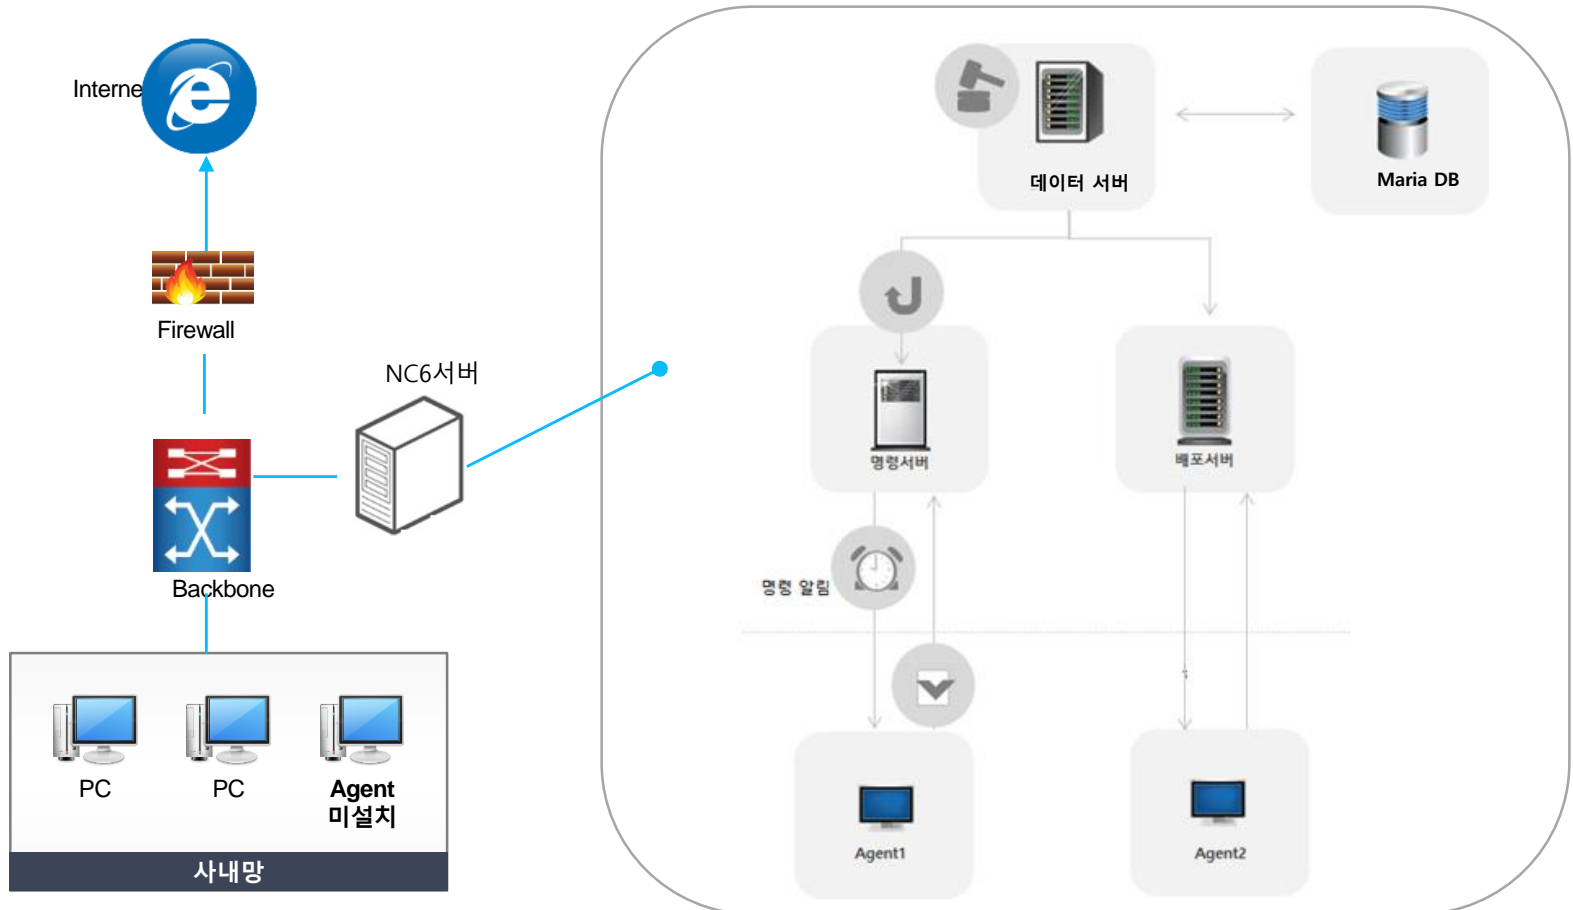 Interne
Firewall
NC6서버
Backbone
PC
PC
Agent
미설치
사내망
데이터 서버
Maria DB
명령서버
배포서버
명령 알림
Agent1
Agent2